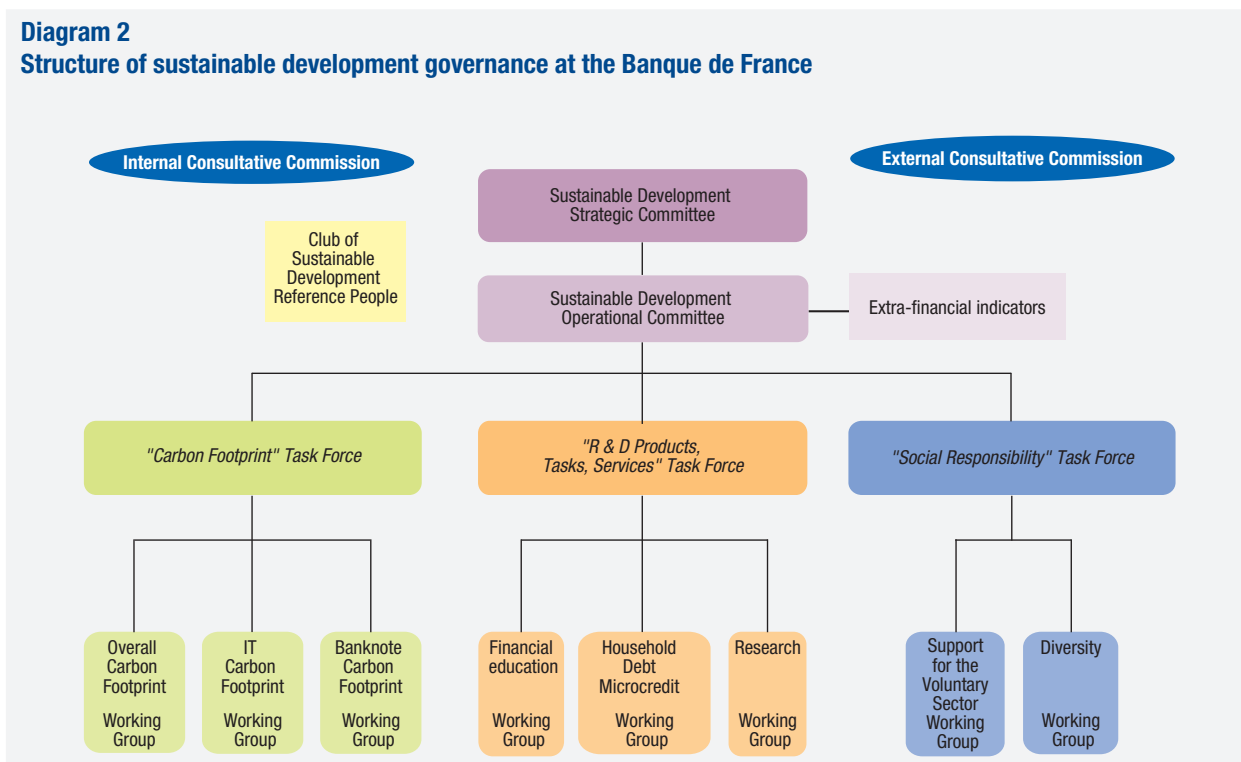 Diagram 2
Structure of sustainable development governance at the Banque de France
Internal Consultative Commission
External Consultative Commission
Sustainable Development
Strategic Committee
Club of
Sustainable
Development
Reference People
Sustainable Development
Operational Committee
Extra-financial indicators
"Carbon Footprint" Task Force
"R & D Products,
Tasks, Services" Task Force
"Social Responsibility" Task Force
Overall
Carbon
Footprint
Working
Group
IT
Carbon
Footprint
Working
Group
Banknote
Carbon
Footprint
Working
Group
Financial
education
Working
Group
Household
Debt
Microcredit
Working
Group
Research
Working
Group
Support
for the
Voluntary
Sector
Working
Group
Diversity
Working
Group